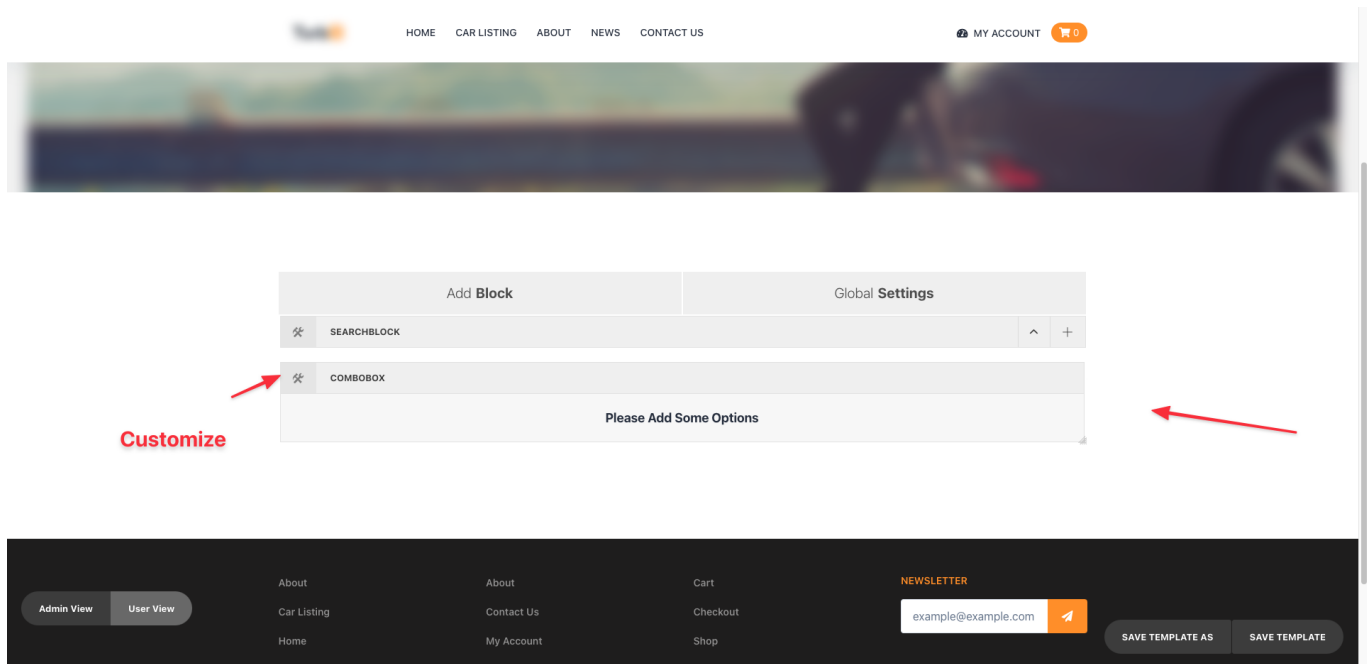 HOME CAR LISTING ABOUT NEWS CONTACT US MY ACCOUNT 0
Add Block Global Settings
SEARCHBLOCK
COMBOBOX
Please Add Some Options
Customize
About About Cart NEWSLETTER
Car Listing Contact Us Checkout example@example.com
Admin View User View
Home My Account Shop
SAVE TEMPLATE AS SAVE TEMPLATE